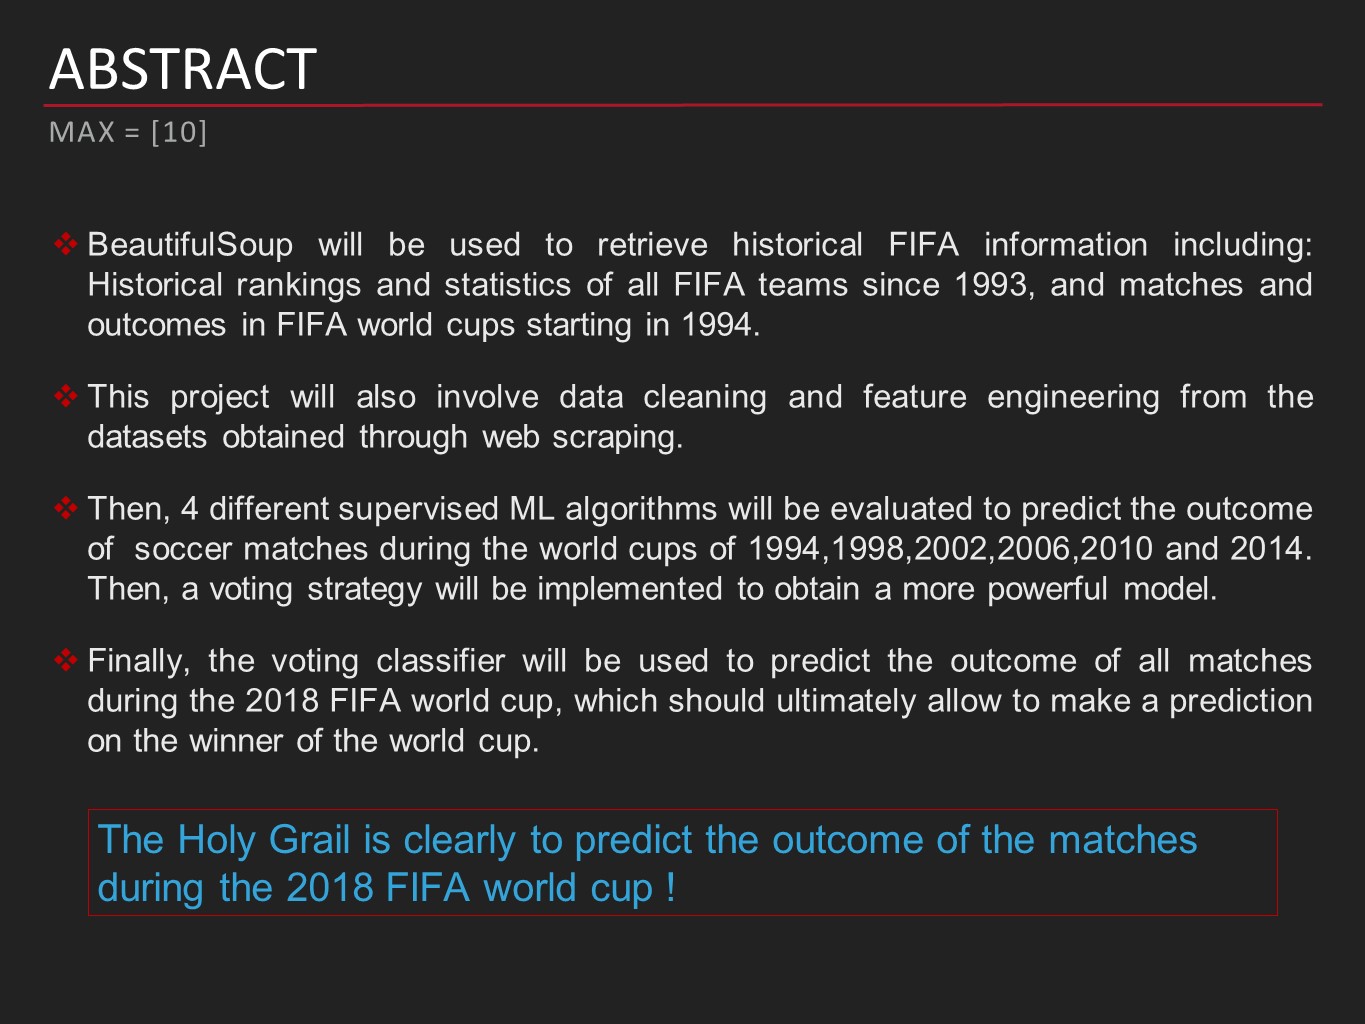 ABSTRACT
MAX = [10]
❖ BeautifulSoup will be used to retrieve historical FIFA information including:
Historical rankings and statistics of all FIFA teams since 1993, and matches and
outcomes in FIFA world cups starting in 1994.
❖ This project will also involve data cleaning and feature engineering from the
datasets obtained through web scraping.
❖ Then, 4 different supervised ML algorithms will be evaluated to predict the outcome
of soccer matches during the world cups of 1994,1998,2002,2006,2010 and 2014.
Then, a voting strategy will be implemented to obtain a more powerful model.
❖ Finally, the voting classifier will be used to predict the outcome of all matches
during the 2018 FIFA world cup, which should ultimately allow to make a prediction
on the winner of the world cup.
The Holy Grail is clearly to predict the outcome of the matches
during the 2018 FIFA world cup !